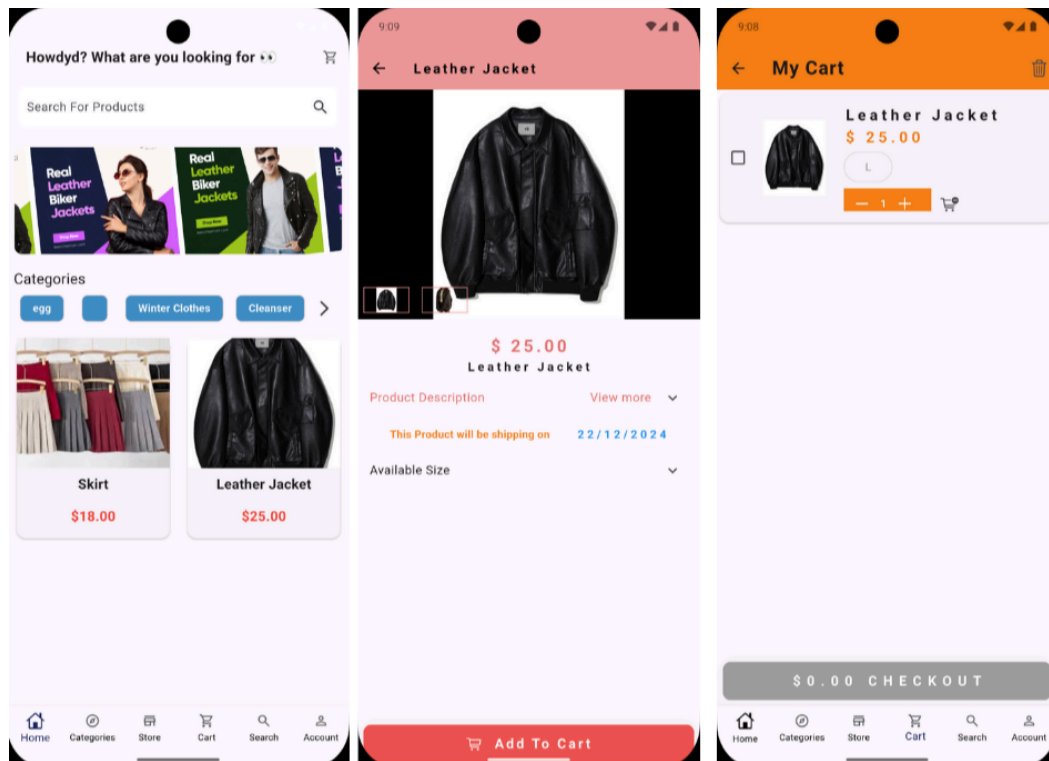 Howdyd? What are you looking for 👀
Search For Products
Real
Leather
Biker
Jackets
Shop Now
Real
Leather
Biker
Jackets
Shop Now
Categories
egg
Winter Clothes
Cleanser
Skirt
Leather Jacket
$18.00
$25.00
Home
Categories
Store
Cart
Search
Account
9:09
Leather Jacket
$ 25.00
Leather Jacket
Product Description
View more
This Product will be shipping on
22/12/2024
Available Size
Add To Cart
9:08
My Cart
Leather Jacket
$ 25.00
L
1
$0.00 CHECKOUT
Home
Categories
Store
Cart
Search
Account